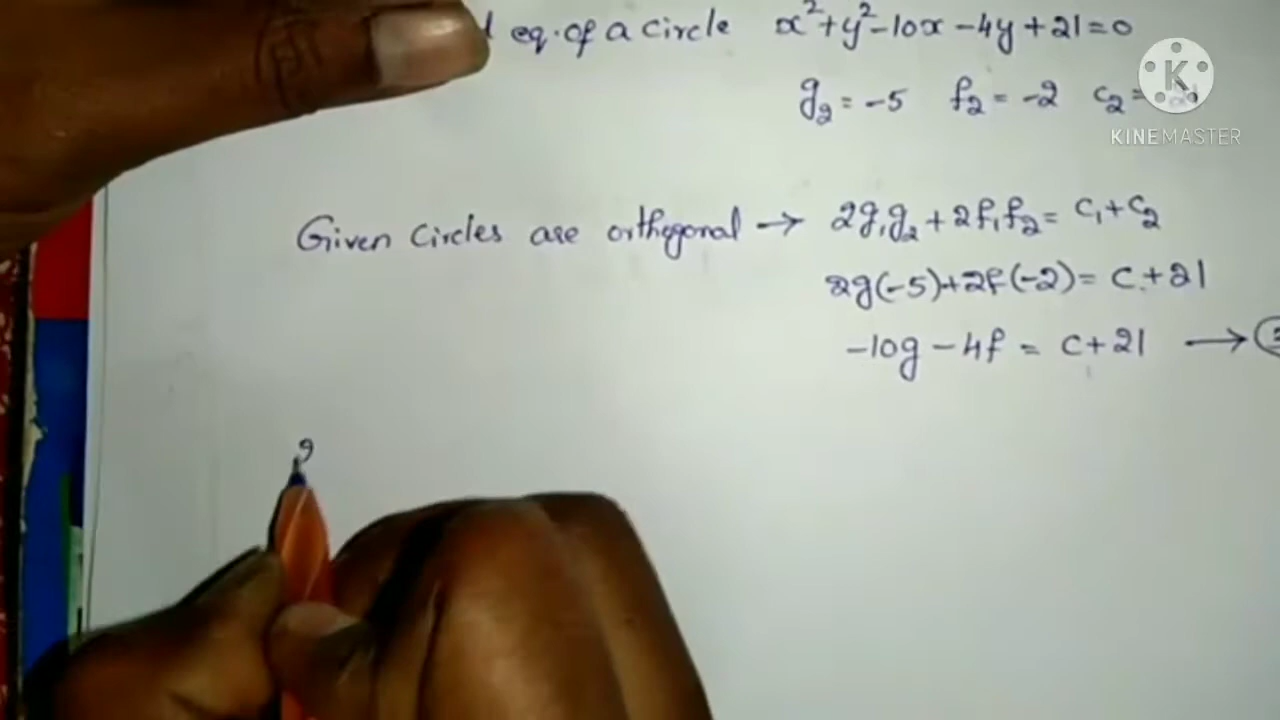 eq. of a circle x²+y²-10x-4y+21=0
g₂ = -5 f₂ = -2 c₂ =
KINEMASTER
Given circles are orthogonal → 2g₁g₂ + 2f₁f₂ = c₁+c₂
2g(-5)+2f(-2) = c+21
-10g - 4f = c+21 →